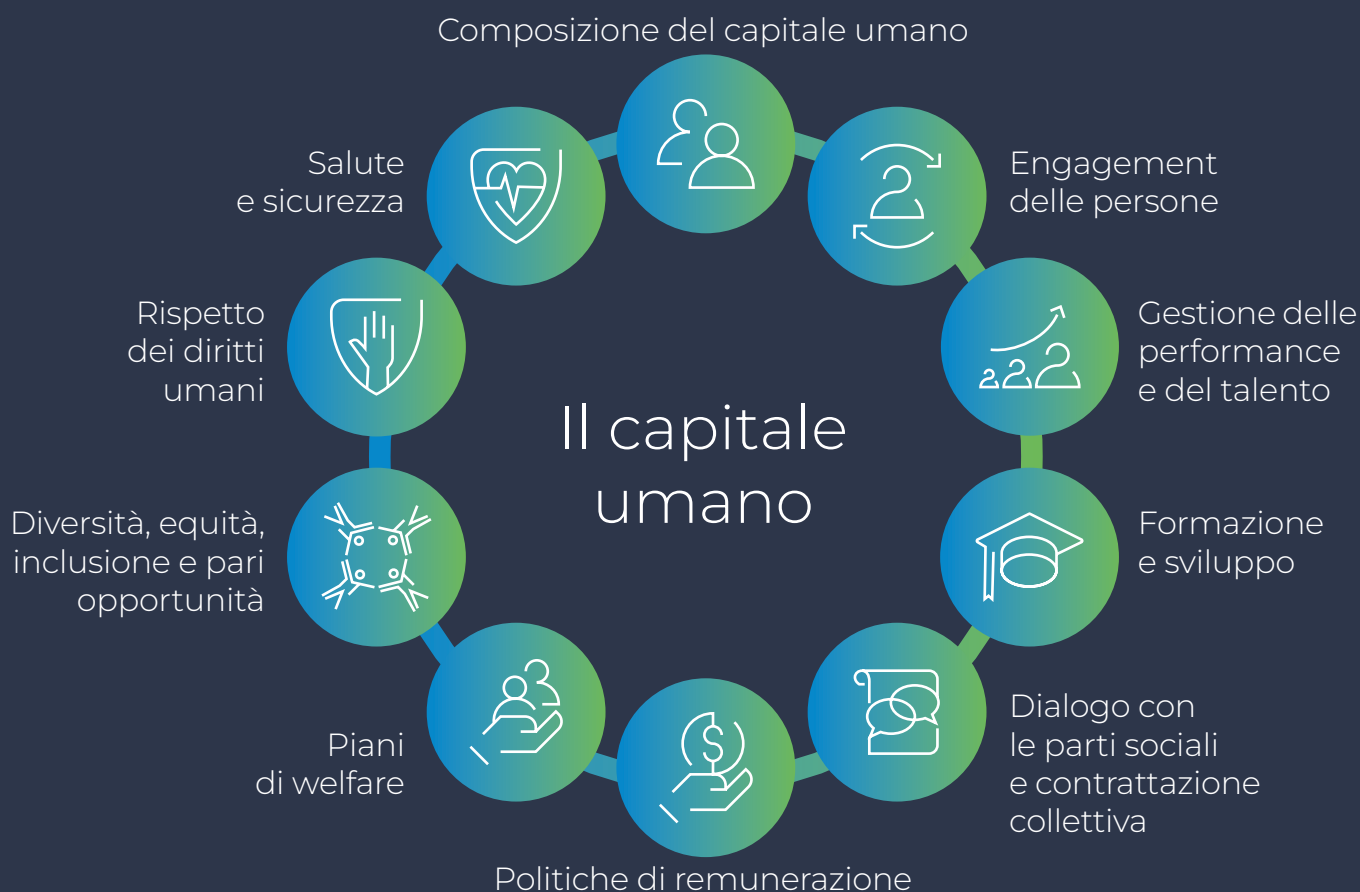 Composizione del capitale umano
Engagement
delle persone
Gestione delle
performance
e del talento
Formazione
e sviluppo
Dialogo con
le parti sociali
e contrattazione
collettiva
Politiche di remunerazione
Piani
di welfare
Diversità, equità,
inclusione e pari
opportunità
Rispetto
dei diritti
umani
Salute
e sicurezza
Il capitale
umano